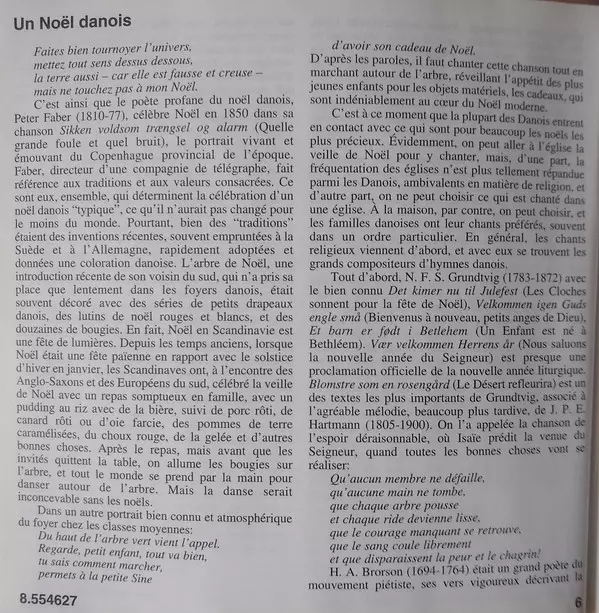 Un Noël danois
Faites bien tournoyer l'univers,
mettez tout sens dessus dessous,
la terre aussi – car elle est fausse et creuse –
mais ne touchez pas à mon Noël.
C'est ainsi que le poète profane du noël danois,
Peter Faber (1810-77), célèbre Noël en 1850 dans sa
chanson Sikken voldsom trængsel og alarm (Quelle
grande foule et quel bruit), le portrait vivant et
émouvant du Copenhague provincial de l'époque.
Faber, directeur d'une compagnie de télégraphe, fait
référence aux traditions et aux valeurs consacrées. Ce
sont eux, ensemble, qui déterminent la célébration d'un
noël danois "typique", ce qu'il n'aurait pas changé pour
le moins du monde. Pourtant, bien des "traditions"
étaient des inventions récentes, souvent empruntées à la
Suède et à l'Allemagne, rapidement adoptées et
données une coloration danoise. L'arbre de Noël, une
introduction récente de son voisin du sud, qui n'a pris sa
place que lentement dans les foyers danois, était
souvent décoré avec des séries de petits drapeaux
danois, des lutins de noël rouges et blancs, et des
douzaines de bougies. En fait, Noël en Scandinavie est
une fête de lumières. Depuis les temps anciens, lorsque
Noël était une fête païenne en rapport avec le solstice
d'hiver en janvier, les Scandinaves ont, à l'encontre des
Anglo-Saxons et des Européens du sud, célébré la veille
de Noël avec un repas somptueux en famille, avec un
pudding au riz avec de la bière, suivi de porc rôti, de
canard rôti ou d'oie farcie, des pommes de terre
caramélisées, du choux rouge, de la gelée et d'autres
bonnes choses. Après le repas, mais avant que les
invités quittent la table, on allume les bougies sur
l'arbre, et tout le monde se prend par la main pour
danser autour de l'arbre. Mais la danse serait
inconcevable sans les noëls.
Dans un autre portrait bien connu et atmosphérique
du foyer chez les classes moyennes:
Du haut de l'arbre vert vient l'appel.
Regarde, petit enfant, tout va bien,
tu sais comment marcher,
permets à la petite Sine
8.554627
d'avoir son cadeau de Noël.
D'après les paroles, il faut chanter cette chanson tout en
marchant autour de l'arbre, réveillant l'appétit des plus
jeunes enfants pour les objets matériels, les cadeaux, qui
sont indéniablement au cœur du Noël moderne.
C'est à ce moment que la plupart des Danois entrent
en contact avec ce qui sont pour beaucoup les noëls les
plus précieux. Évidemment, on peut aller à l'église la
veille de Noël pour y chanter, mais, d'une part, la
fréquentation des églises n'est plus tellement répandue
parmi les Danois, ambivalents en matière de religion, et
d'autre part, on ne peut choisir ce qui est chanté dans
une église. À la maison, par contre, on peut choisir, et
les familles danoises ont leur chants préférés, souvent
dans un ordre particulier. En général, les chants
religieux viennent d'abord, et avec eux se trouvent les
grands compositeurs d'hymnes danois.
Tout d'abord, N. F. S. Grundtvig (1783-1872) avec
le bien connu Det kimer nu til Julefest (Les Cloches
sonnent pour la fête de Noël), Velkommen igen Guds
engle små (Bienvenus à nouveau, petits anges de Dieu).
Et barn er født i Betlehem (Un Enfant est né à
Bethléem). Vær velkommen Herrens år (Nous saluons
la nouvelle année du Seigneur) est presque une
proclamation officielle de la nouvelle année liturgique.
Blomstre som en rosengård (Le Désert refleurira) est un
des textes les plus importants de Grundtvig, associé à
l'agréable mélodie, beaucoup plus tardive, de J. P. E.
Hartmann (1805-1900). On l'a appelée la chanson de
l'espoir déraisonnable, où Isaïe prédit la venue du
Seigneur, quand toutes les bonnes choses vont se
réaliser:
Qu'aucun membre ne défaille,
qu'aucune main ne tombe,
que chaque arbre pousse
et chaque ride devienne lisse,
que le courage manquant se retrouve,
que le sang coule librement
et que disparaissent la peur et le chagrin!
H. A. Brorson (1694-1764) était un grand poète du
mouvement piétiste, ses vers vigoureux décrivant la
6